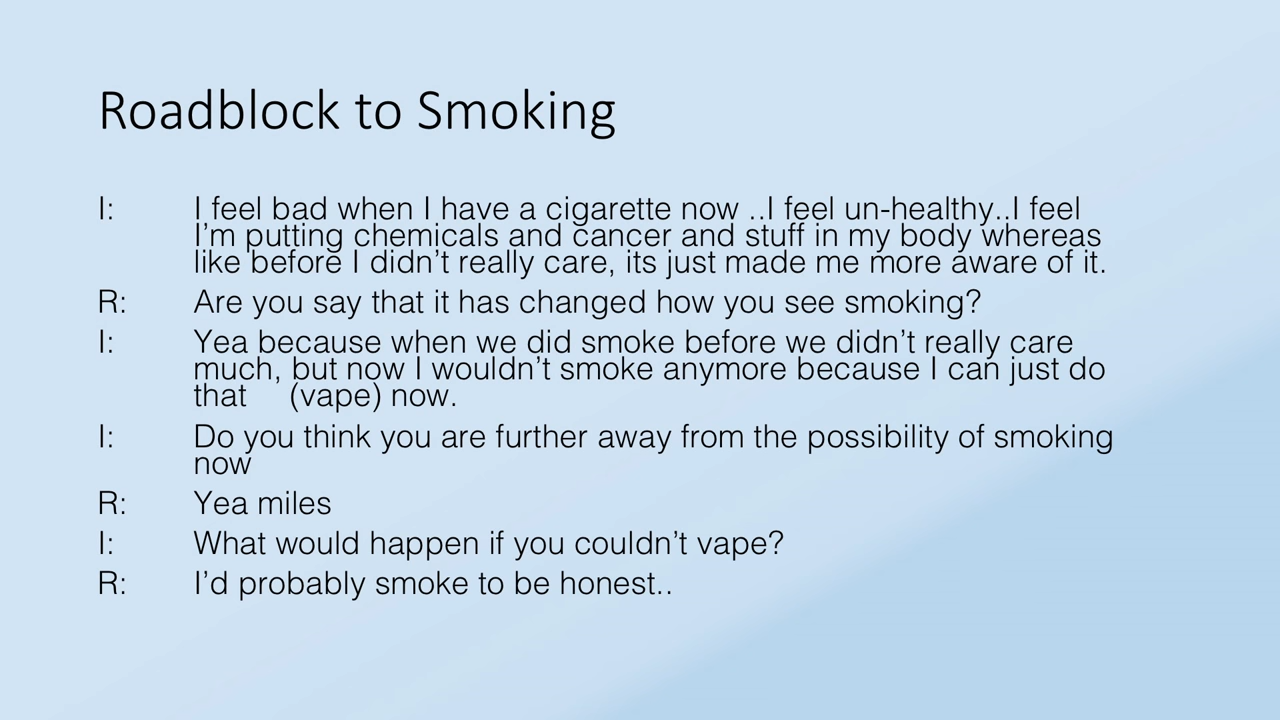 Roadblock to Smoking
I: I feel bad when I have a cigarette now ..I feel un-healthy..I feel
I’m putting chemicals and cancer and stuff in my body whereas
like before I didn’t really care, its just made me more aware of it.
R: Are you say that it has changed how you see smoking?
I: Yea because when we did smoke before we didn’t really care
much, but now I wouldn’t smoke anymore because I can just do
that (vape) now.
I: Do you think you are further away from the possibility of smoking
now
R: Yea miles
I: What would happen if you couldn’t vape?
R: I’d probably smoke to be honest..